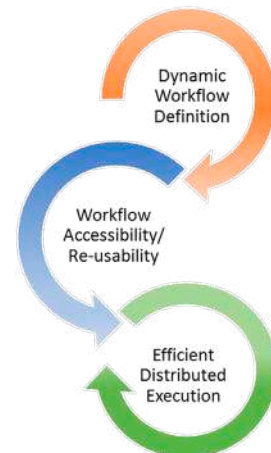 Dynamic
Workflow
Definition
Workflow
Accessibility/
Re-usability
Efficient
Distributed
Execution